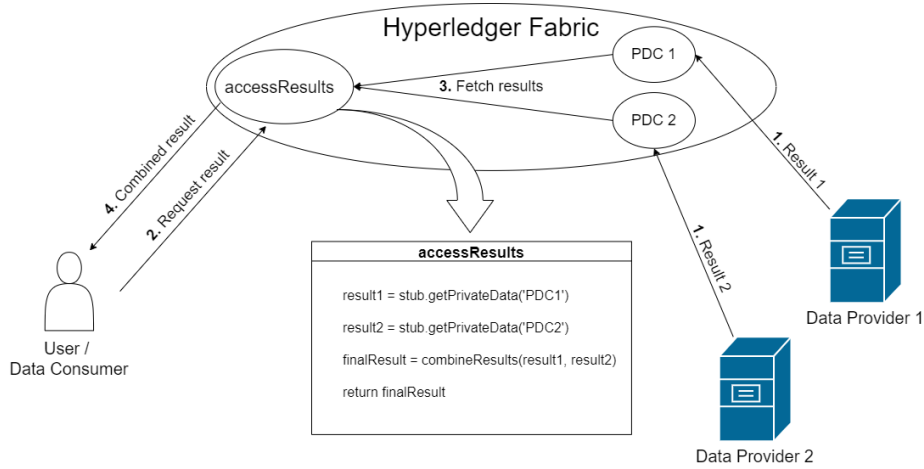 Hyperledger Fabric
PDC 1
accessResults
3. Fetch results
PDC 2
4. Combined result
2. Request result
1. Result 1
1. Result 2
accessResults
result1 = stub.getPrivateData('PDC1')
result2 = stub.getPrivateData('PDC2')
finalResult = combineResults(result1, result2)
return finalResult
User /
Data Consumer
Data Provider 1
Data Provider 2